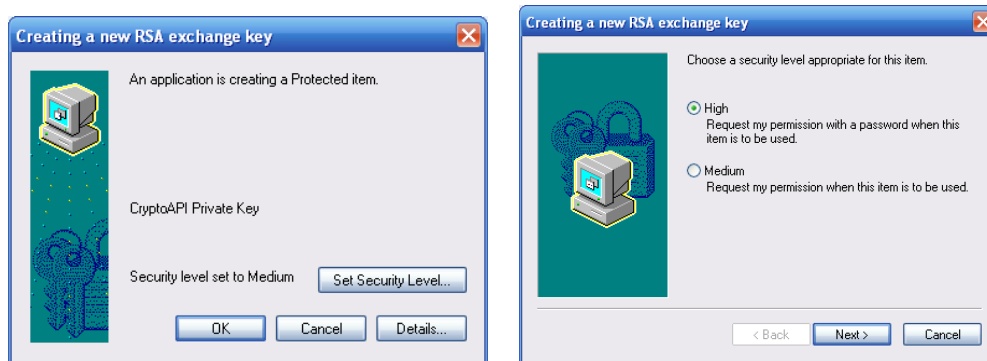 Creating a new RSA exchange key
An application is creating a Protected item.
CryptoAPI Private Key
Security level set to Medium
Set Security Level...
OK
Cancel
Details...
Creating a new RSA exchange key
Choose a security level appropriate for this item.
High
Request my permission with a password when this
item is to be used.
Medium
Request my permission when this item is to be used.
< Back
Next >
Cancel